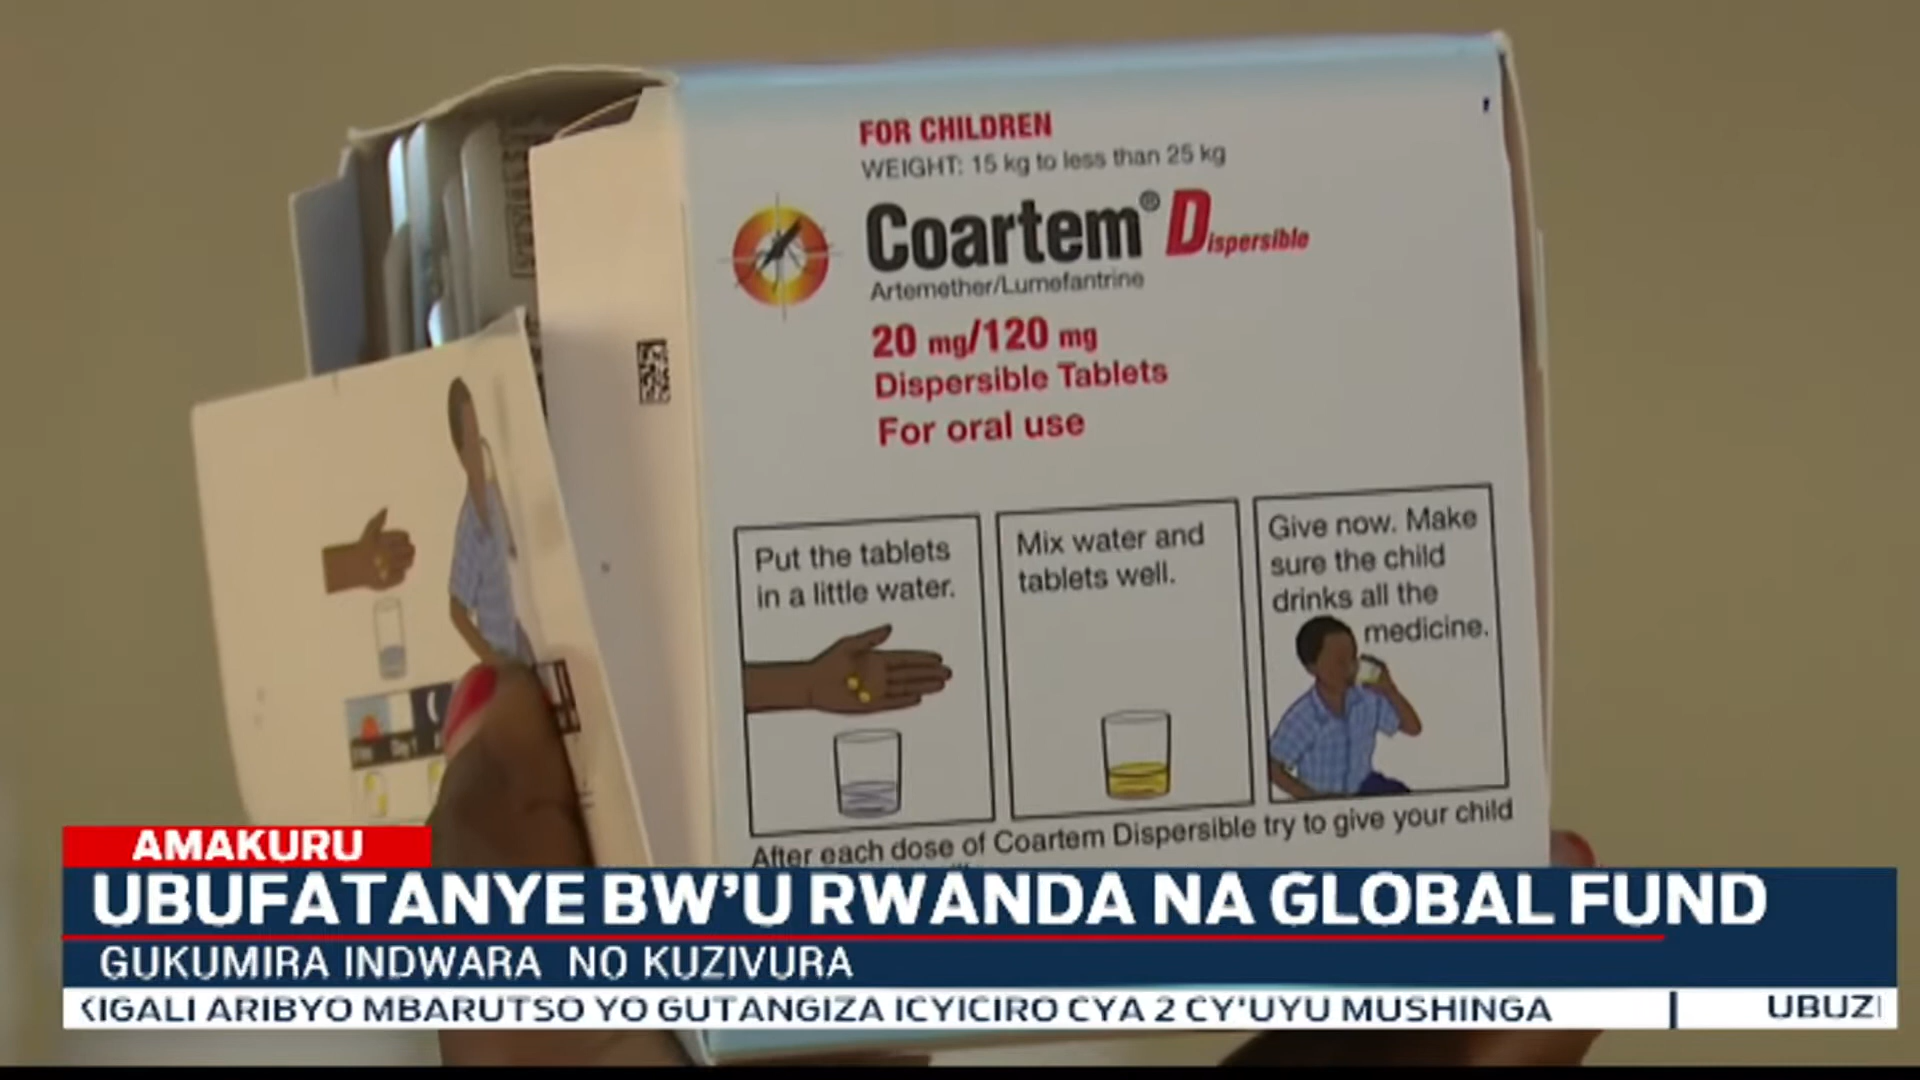 FOR CHILDREN
WEIGHT: 15 kg to less than 25 kg
Coartem® Dispersible
Artemether/Lumefantrine
20 mg/120 mg
Dispersible Tablets
For oral use
Put the tablets
in a little water.
Mix water and
tablets well.
Give now. Make
sure the child
drinks all the
medicine.
After each dose of Coartem Dispersible try to give your child
AMAKURU
UBUFATANYE BW'U RWANDA NA GLOBAL FUND
GUKUMIRA INDWARA NO KUZIVURA
KIGALI ARIBYO MBARUTSO YO GUTANGIZA ICYICIRO CYA 2 CY'UYU MUSHINGA | UBUZI